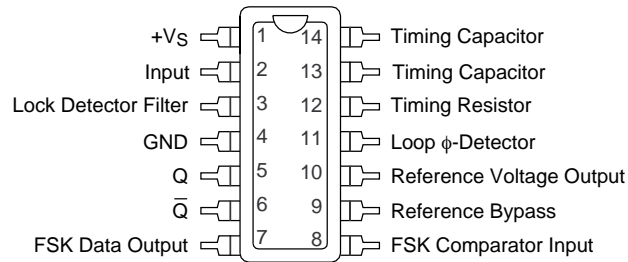 +VS 1 14 Timing Capacitor
Input 2 13 Timing Capacitor
Lock Detector Filter 3 12 Timing Resistor
GND 4 11 Loop ϕ-Detector
Q 5 10 Reference Voltage Output
Q̅ 6 9 Reference Bypass
FSK Data Output 7 8 FSK Comparator Input